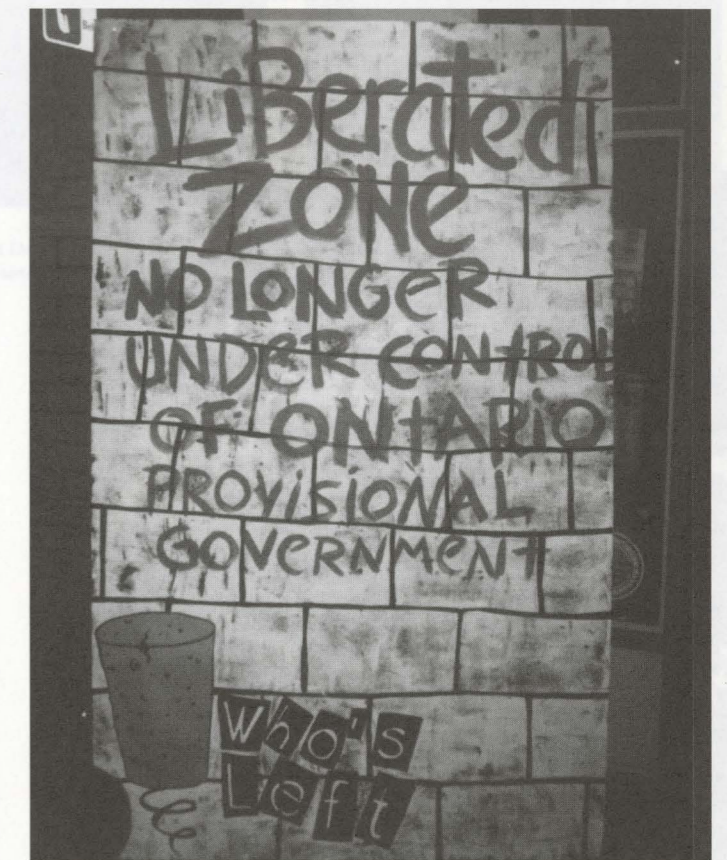 LiBerated
ZONe
NO LONGeR
UNDeR CONtROL
OF ONtARiO
PROViSiONAL
GOVeRNMeNt
Who's
Left